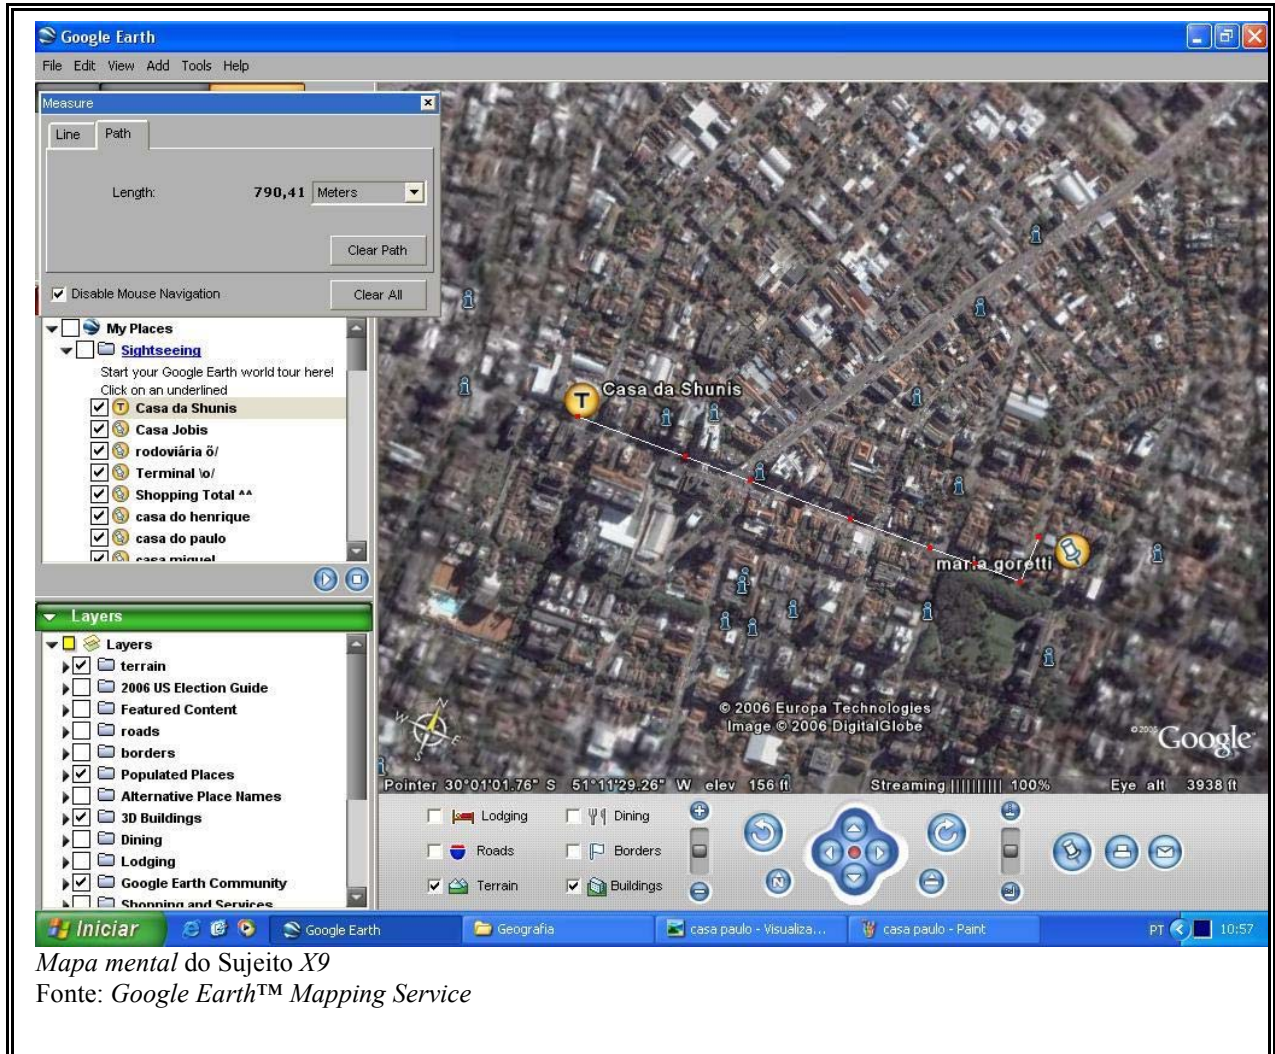 Google Earth
File Edit View Add Tools Help
Measure
Line Path
Length: 790,41 Meters
Clear Path
Disable Mouse Navigation Clear All
My Places
Sightseeing
Start your Google Earth world tour here!
Click on an underlined
T Casa da Shunis
Casa Jobis
rodoviária õ/
Terminal \o/
Shopping Total ^^
casa do henrique
casa do paulo
casa miguel
Layers
Layers
terrain
2006 US Election Guide
Featured Content
roads
borders
Populated Places
Alternative Place Names
3D Buildings
Dining
Lodging
Google Earth Community
Shopping and Services
T Casa da Shunis
maria goretti
N
W E
© 2006 Europa Technologies
Image © 2006 DigitalGlobe
© 2005 Google
Pointer 30°01'01.76" S 51°11'29.26" W elev 156 ft Streaming |||||||||| 100% Eye alt 3938 ft
Lodging Dining
Roads Borders
Terrain Buildings
N
Iniciar Google Earth Geografia casa paulo - Visualiza... casa paulo - Paint PT 10:57
Mapa mental do Sujeito X9
Fonte: Google Earth™ Mapping Service